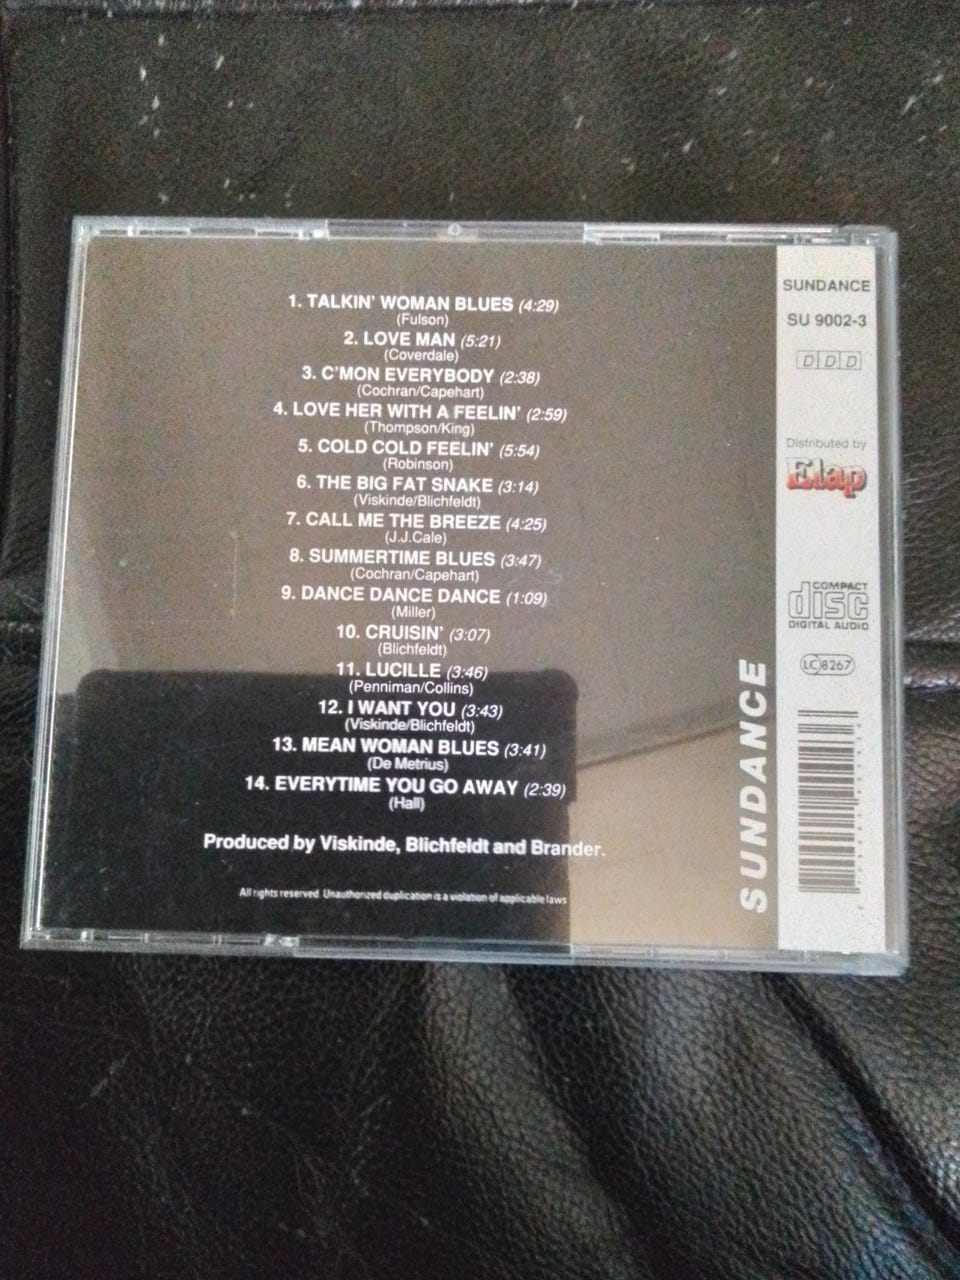 1. TALKIN' WOMAN BLUES (4:29)
(Fulson)
2. LOVE MAN (5:21)
(Coverdale)
3. C'MON EVERYBODY (2:38)
(Cochran/Capehart)
4. LOVE HER WITH A FEELIN' (2:59)
(Thompson/King)
5. COLD COLD FEELIN' (5:54)
(Robinson)
6. THE BIG FAT SNAKE (3:14)
(Viskinde/Blichfeldt)
7. CALL ME THE BREEZE (4:25)
(J.J.Cale)
8. SUMMERTIME BLUES (3:47)
(Cochran/Capehart)
9. DANCE DANCE DANCE (1:09)
(Miller)
10. CRUISIN' (3:07)
(Blichfeldt)
11. LUCILLE (3:46)
(Penniman/Collins)
12. I WANT YOU (3:43)
(Viskinde/Blichfeldt)
13. MEAN WOMAN BLUES (3:41)
(De Metrius)
14. EVERYTIME YOU GO AWAY (2:39)
(Hall)
Produced by Viskinde, Blichfeldt and Brander.
All rights reserved. Unauthorized duplication is a violation of applicable laws
SUNDANCE
SUNDANCE
SU 9002-3
DDD
Distributed by
Elap
COMPACT
disc
DIGITAL AUDIO
LC 8267